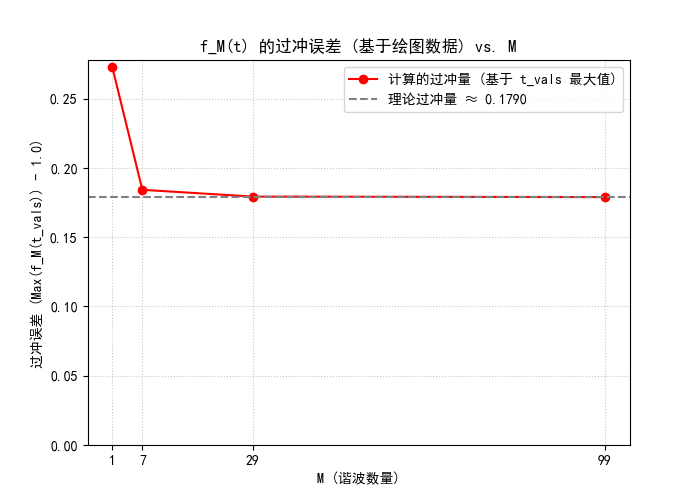 f_M(t) 的过冲误差 (基于绘图数据) vs. M
计算的过冲量 (基于 t_vals 最大值)
理论过冲量 ≈ 0.1790
过冲误差 (Max(f_M(t_vals)) - 1.0)
0.25
0.20
0.15
0.10
0.05
0.00
1 7 29 99
M (谐波数量)